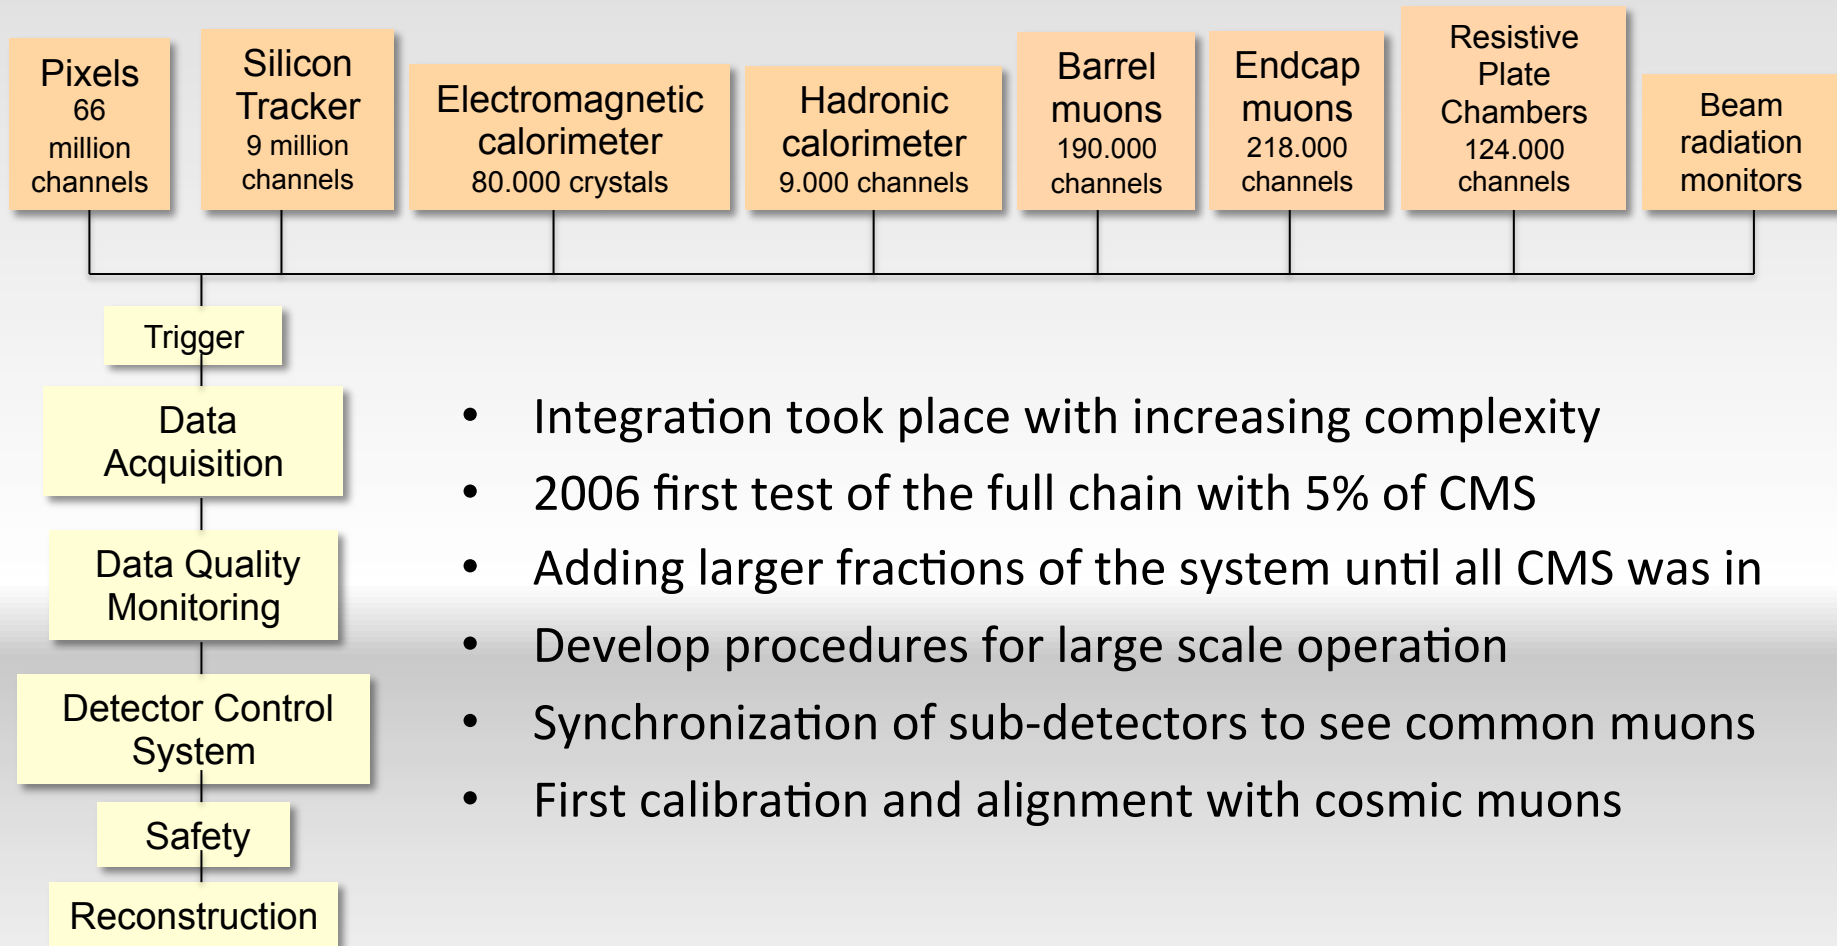 Pixels
66
million
channels
Silicon
Tracker
9 million
channels
Electromagnetic
calorimeter
80.000 crystals
Hadronic
calorimeter
9.000 channels
Barrel
muons
190.000
channels
Endcap
muons
218.000
channels
Resistive
Plate
Chambers
124.000
channels
Beam
radiation
monitors
Trigger
Data
Acquisition
Data Quality
Monitoring
Detector Control
System
Safety
Reconstruction
• Integration took place with increasing complexity
• 2006 first test of the full chain with 5% of CMS
• Adding larger fractions of the system until all CMS was in
• Develop procedures for large scale operation
• Synchronization of sub-detectors to see common muons
• First calibration and alignment with cosmic muons